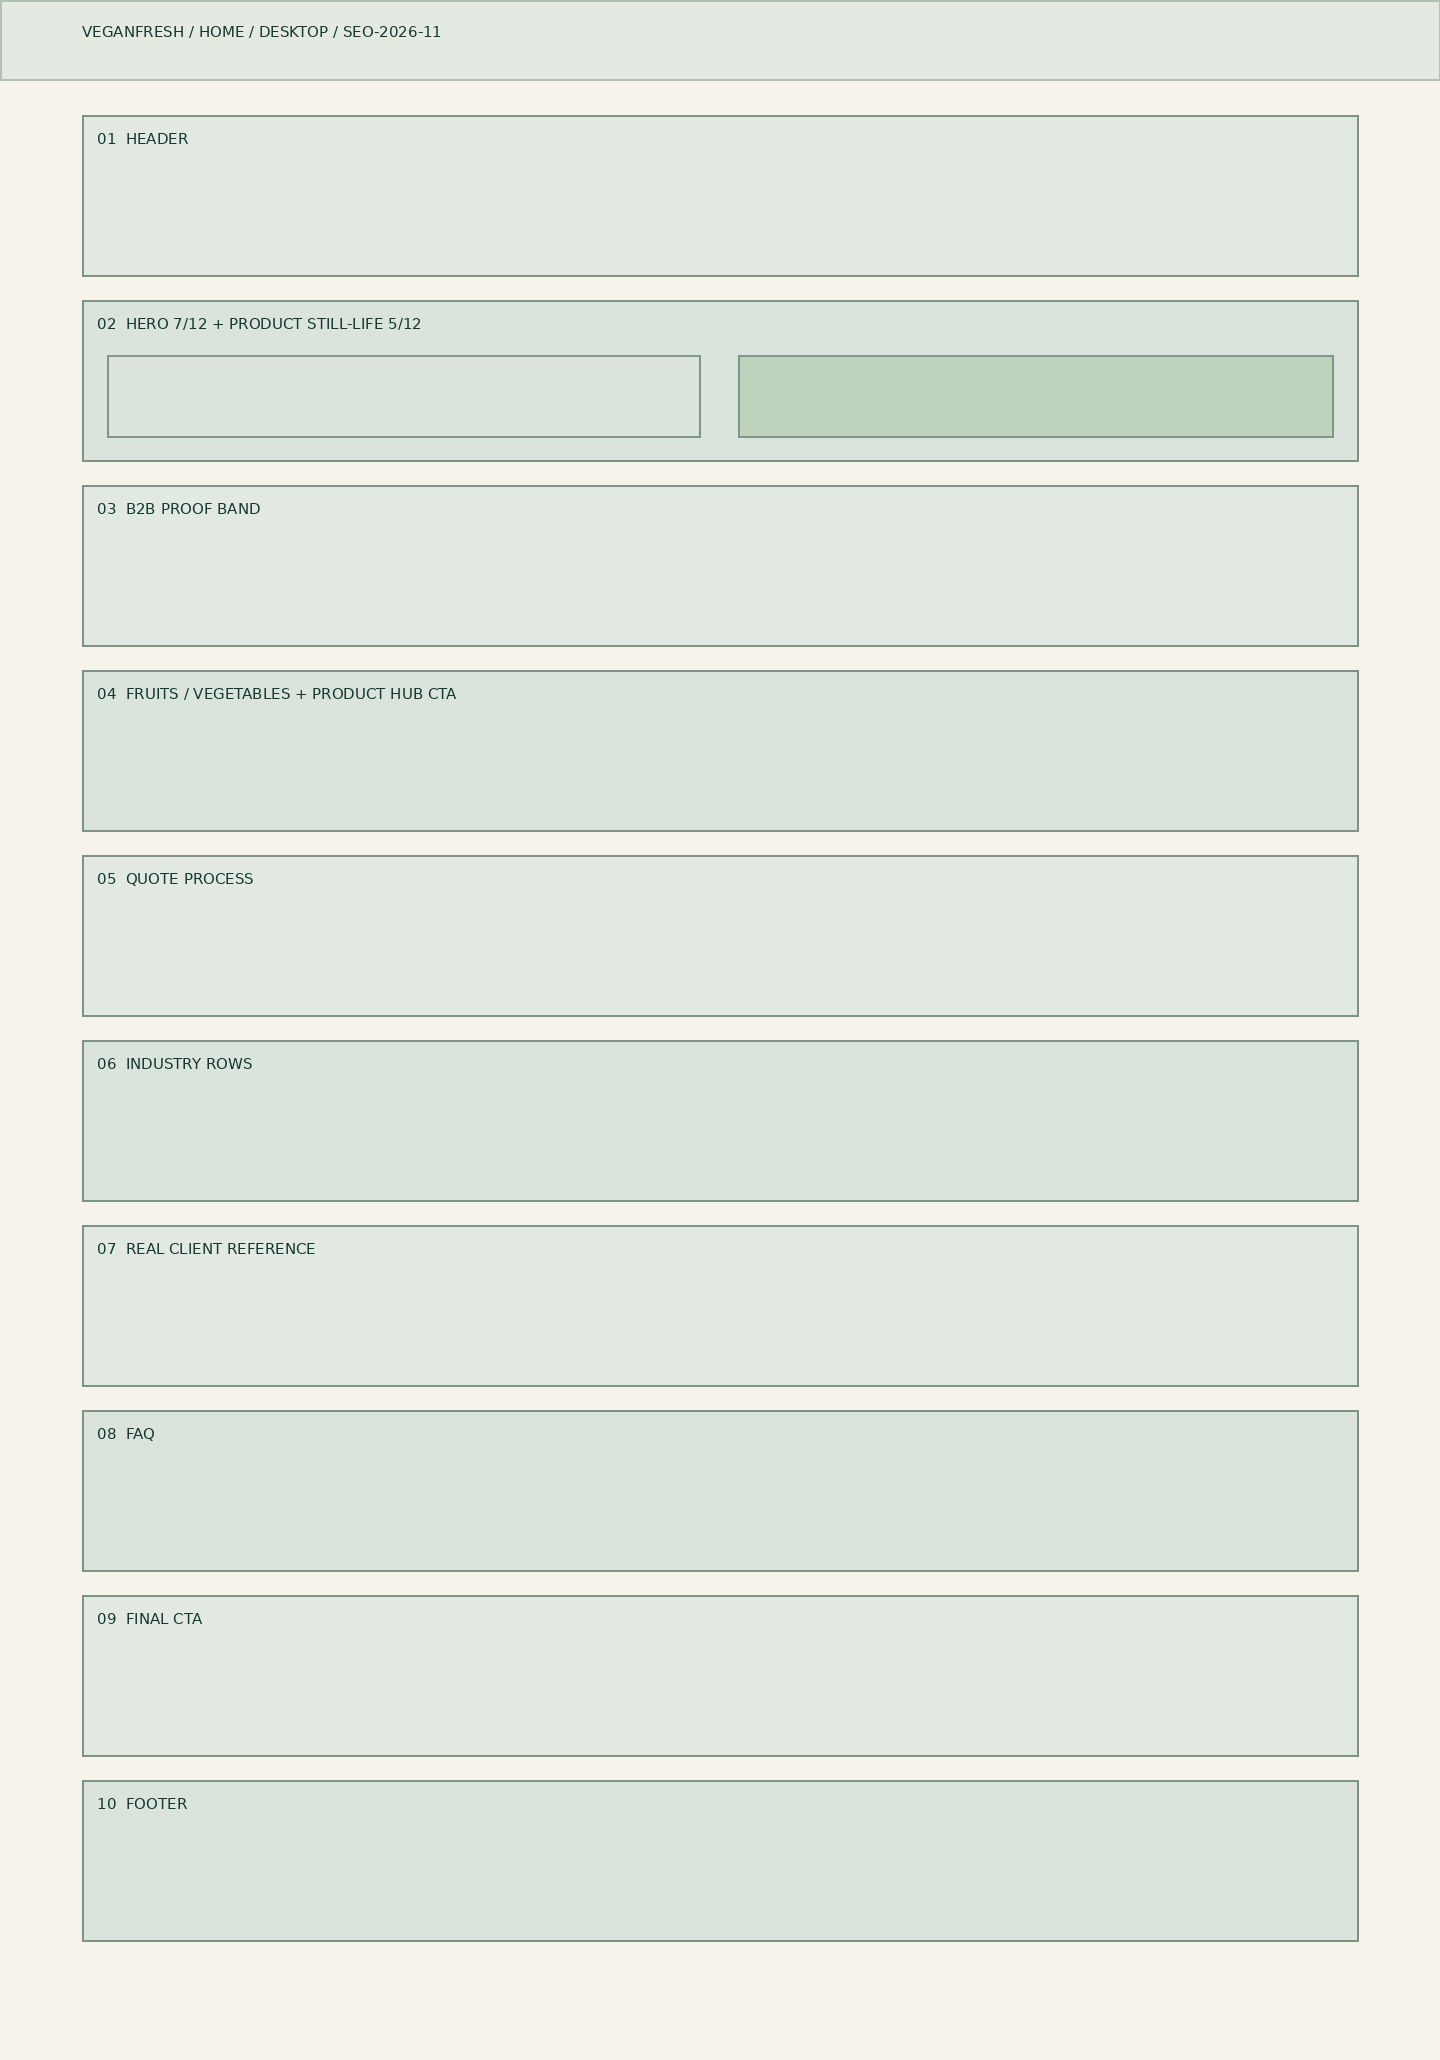 VEGANFRESH / HOME / DESKTOP / SEO-2026-11
01 HEADER
02 HERO 7/12 + PRODUCT STILL-LIFE 5/12
03 B2B PROOF BAND
04 FRUITS / VEGETABLES + PRODUCT HUB CTA
05 QUOTE PROCESS
06 INDUSTRY ROWS
07 REAL CLIENT REFERENCE
08 FAQ
09 FINAL CTA
10 FOOTER